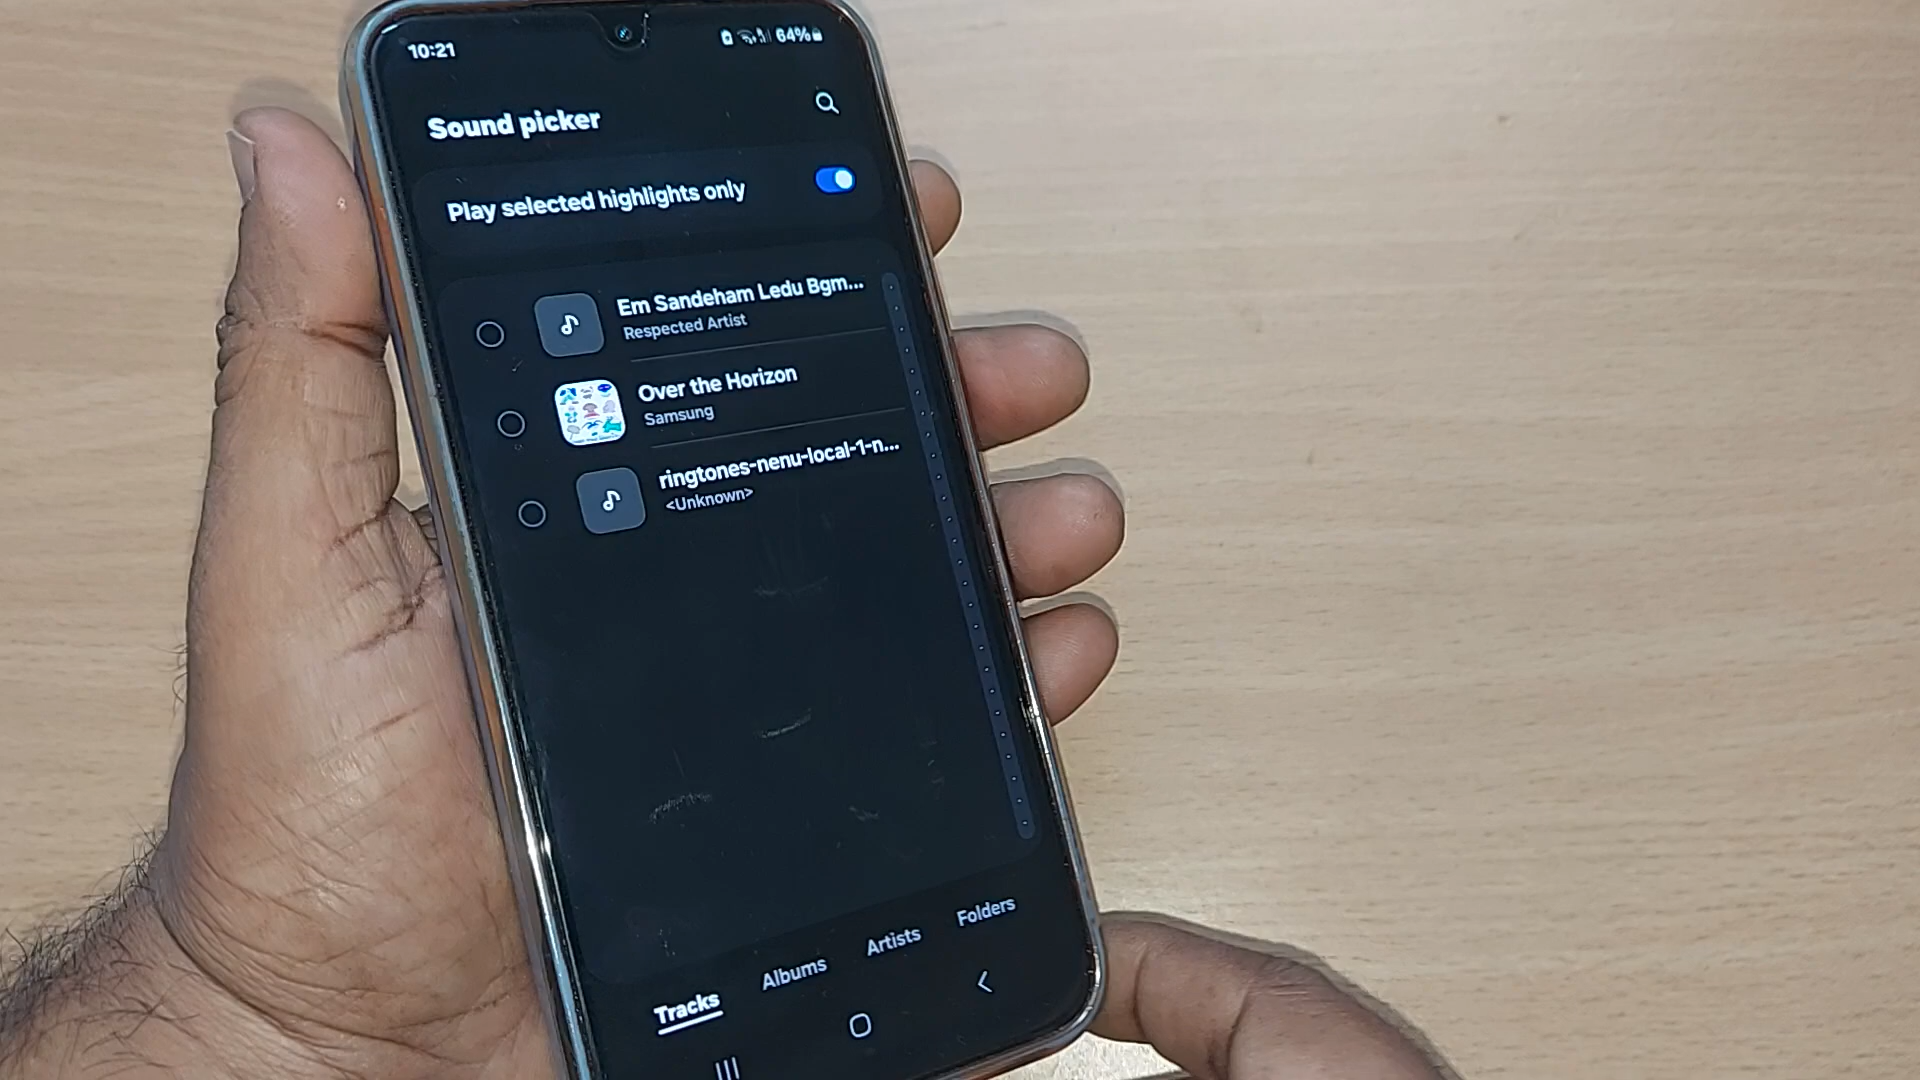 10:21
64%
Sound picker
Play selected highlights only
Em Sandeham Ledu Bgm...
Respected Artist
Over the Horizon
Samsung
ringtones-nenu-local-1-n...
<Unknown>
Tracks
Albums
Artists
Folders